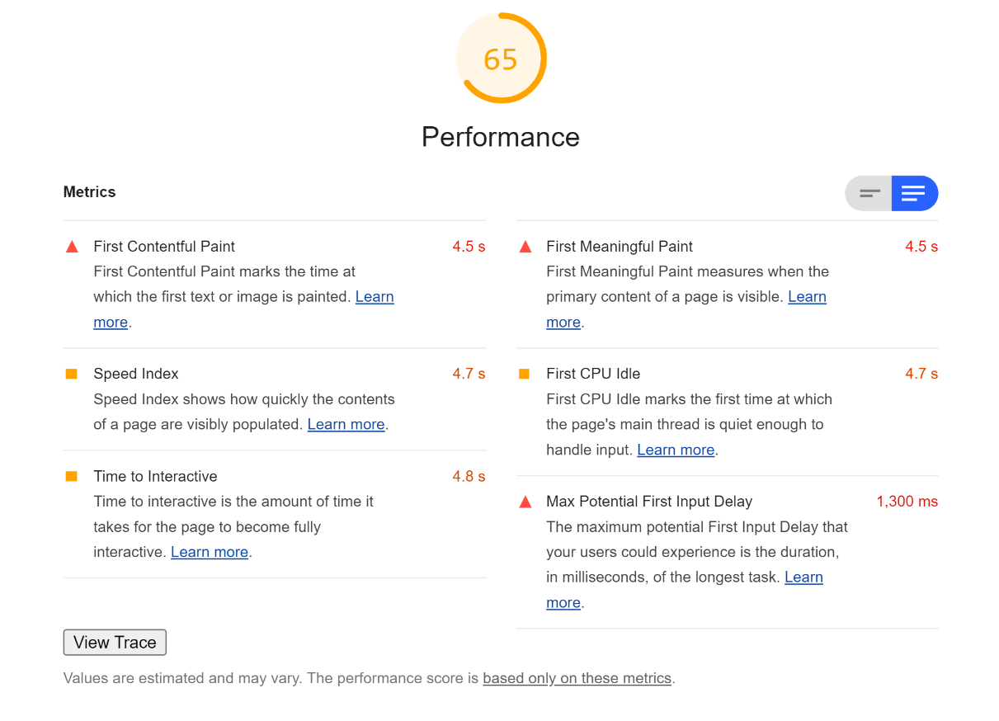 65
Performance
Metrics
First Contentful Paint 4.5 s
First Contentful Paint marks the time at
which the first text or image is painted. Learn
more.
Speed Index 4.7 s
Speed Index shows how quickly the contents
of a page are visibly populated. Learn more.
Time to Interactive 4.8 s
Time to interactive is the amount of time it
takes for the page to become fully
interactive. Learn more.
First Meaningful Paint 4.5 s
First Meaningful Paint measures when the
primary content of a page is visible. Learn
more.
First CPU Idle 4.7 s
First CPU Idle marks the first time at which
the page's main thread is quiet enough to
handle input. Learn more.
Max Potential First Input Delay 1,300 ms
The maximum potential First Input Delay that
your users could experience is the duration,
in milliseconds, of the longest task. Learn
more.
View Trace
Values are estimated and may vary. The performance score is based only on these metrics.